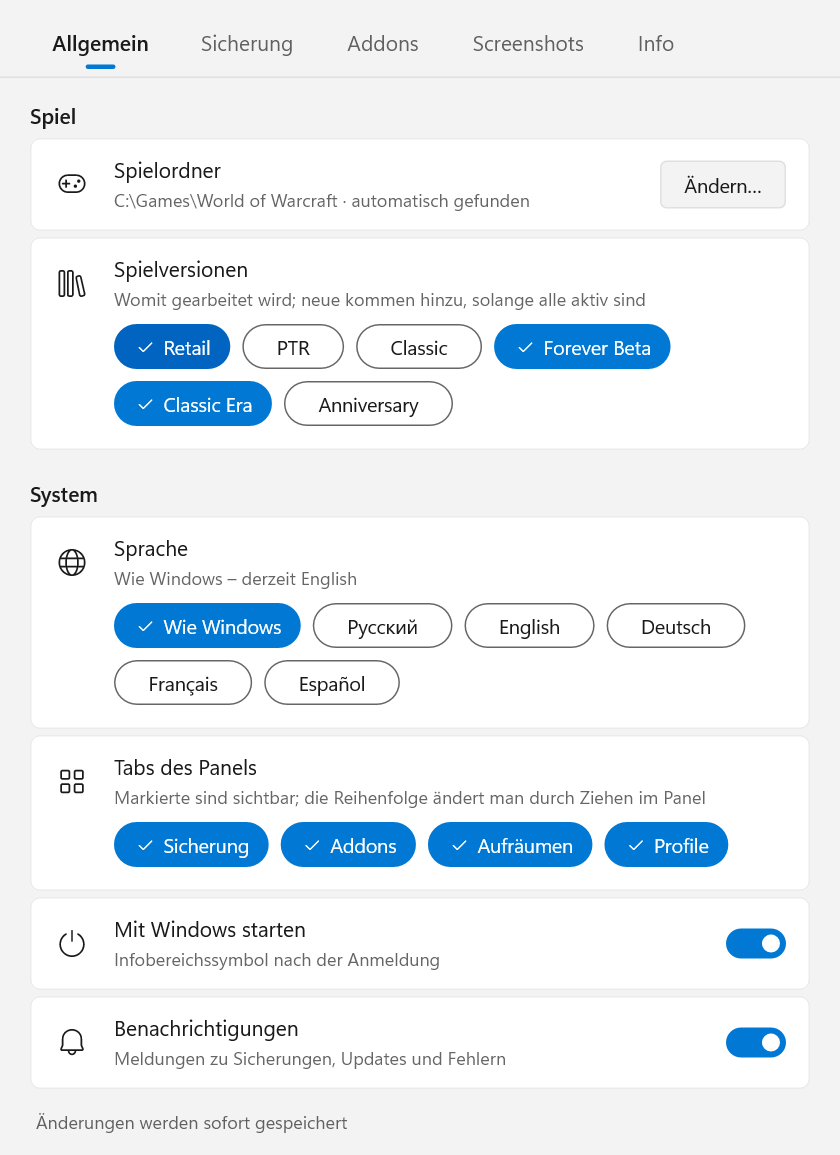 Allgemein Sicherung Addons Screenshots Info
Spiel
Spielordner
C:\Games\World of Warcraft · automatisch gefunden
Ändern...
Spielversionen
Womit gearbeitet wird; neue kommen hinzu, solange alle aktiv sind
Retail PTR Classic Forever Beta
Classic Era Anniversary
System
Sprache
Wie Windows – derzeit English
Wie Windows Русский English Deutsch
Français Español
Tabs des Panels
Markierte sind sichtbar; die Reihenfolge ändert man durch Ziehen im Panel
Sicherung Addons Aufräumen Profile
Mit Windows starten
Infobereichssymbol nach der Anmeldung
Benachrichtigungen
Meldungen zu Sicherungen, Updates und Fehlern
Änderungen werden sofort gespeichert